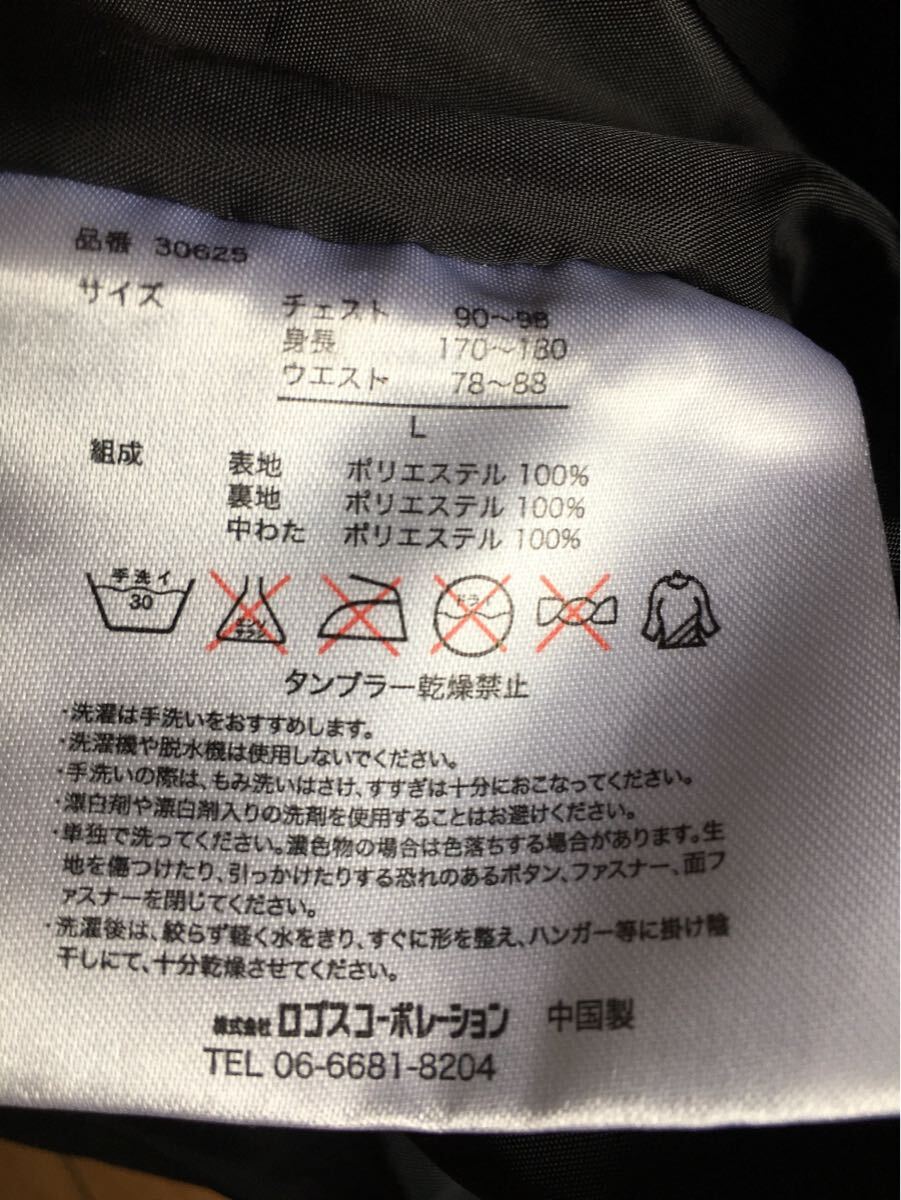 品番 30625
サイズ チェスト 90〜98
身長 170〜180
ウエスト 78〜88
L
組成 表地 ポリエステル 100%
裏地 ポリエステル 100%
中わた ポリエステル 100%
手洗イ 30 エンソサラシ ドライ
タンブラー乾燥禁止
・洗濯は手洗いをおすすめします。
・洗濯機や脱水機は使用しないでください。
・手洗いの際は、もみ洗いはさけ、すすぎは十分におこなってください。
・漂白剤や漂白剤入りの洗剤を使用することはお避けください。
・単独で洗ってください。濃色物の場合は色落ちする場合があります。生
地を傷つけたり、引っかけたりする恐れのあるボタン、ファスナー、面フ
ァスナーを閉じてください。
・洗濯後は、絞らず軽く水をきり、すぐに形を整え、ハンガー等に掛け陰
干しにて、十分乾燥させてください。
株式会社 ロゴスコーポレーション 中国製
TEL 06-6681-8204